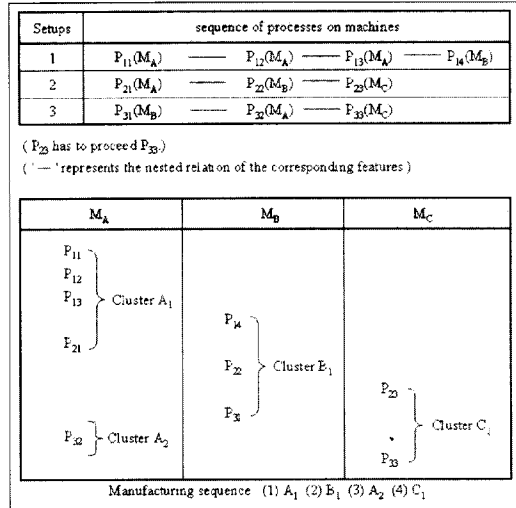 Setups sequence of processes on machines
1 P11(MA) — P12(MA) — P13(MA) — P14(MB)
2 P21(MA) — P22(MB) — P23(MC)
3 P31(MB) — P32(MA) — P33(MC)
( P23 has to proceed P33.)
( ' — ' represents the nested relation of the corresponding features )
MA MB MC
P11
P12
P13 Cluster A1
P14
P21
P22 Cluster B1
P23
P31
P32 Cluster A2
Cluster C1
P33
Manufacturing sequence (1) A1 (2) B1 (3) A2 (4) C1